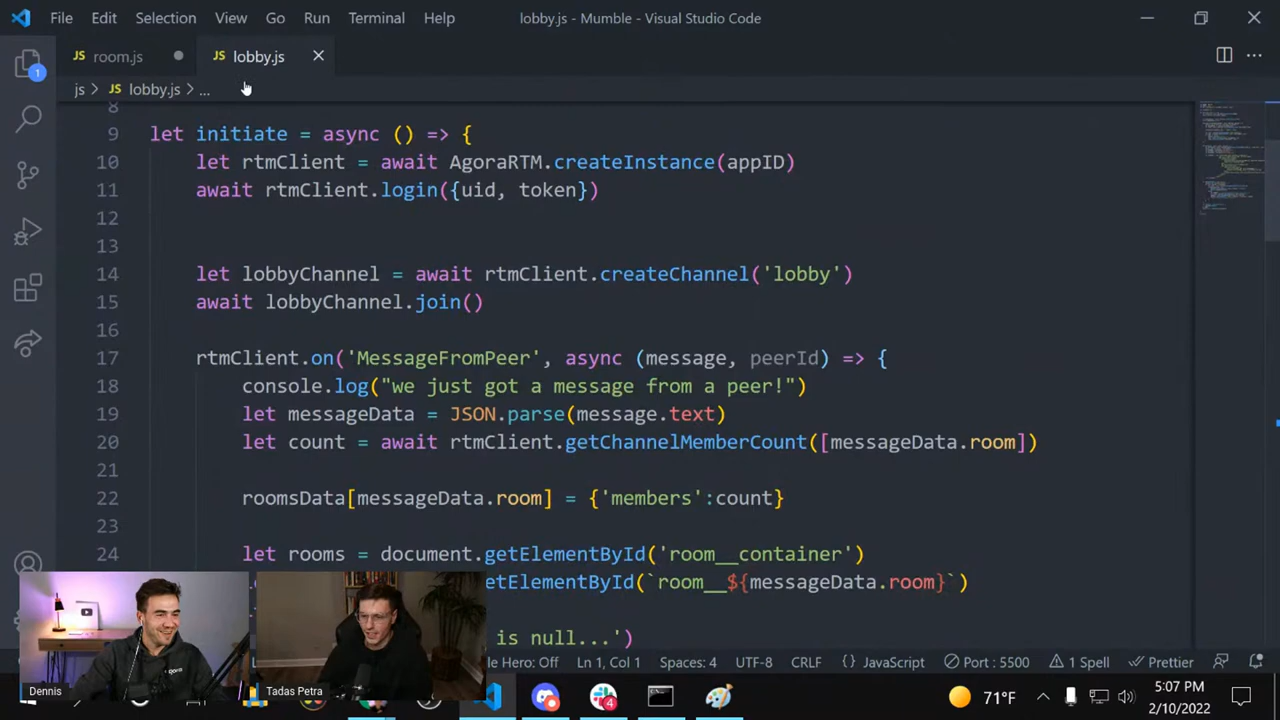 File Edit Selection View Go Run Terminal Help lobby.js - Mumble - Visual Studio Code
JS room.js JS lobby.js
1
js > JS lobby.js > ...
8
9 let initiate = async () => {
10 let rtmClient = await AgoraRTM.createInstance(appID)
11 await rtmClient.login({uid, token})
12
13
14 let lobbyChannel = await rtmClient.createChannel('lobby')
15 await lobbyChannel.join()
16
17 rtmClient.on('MessageFromPeer', async (message, peerId) => {
18 console.log("we just got a message from a peer!")
19 let messageData = JSON.parse(message.text)
20 let count = await rtmClient.getChannelMemberCount([messageData.room])
21
22 roomsData[messageData.room] = {'members':count}
23
24 let rooms = document.getElementById('room__container')
etElementById(`room__${messageData.room}`)
is null...')
Dennis Tadas Petra
le Hero: Off Ln 1, Col 1 Spaces: 4 UTF-8 CRLF {} JavaScript Port : 5500 1 Spell Prettier
4 71°F 5:07 PM
2/10/2022